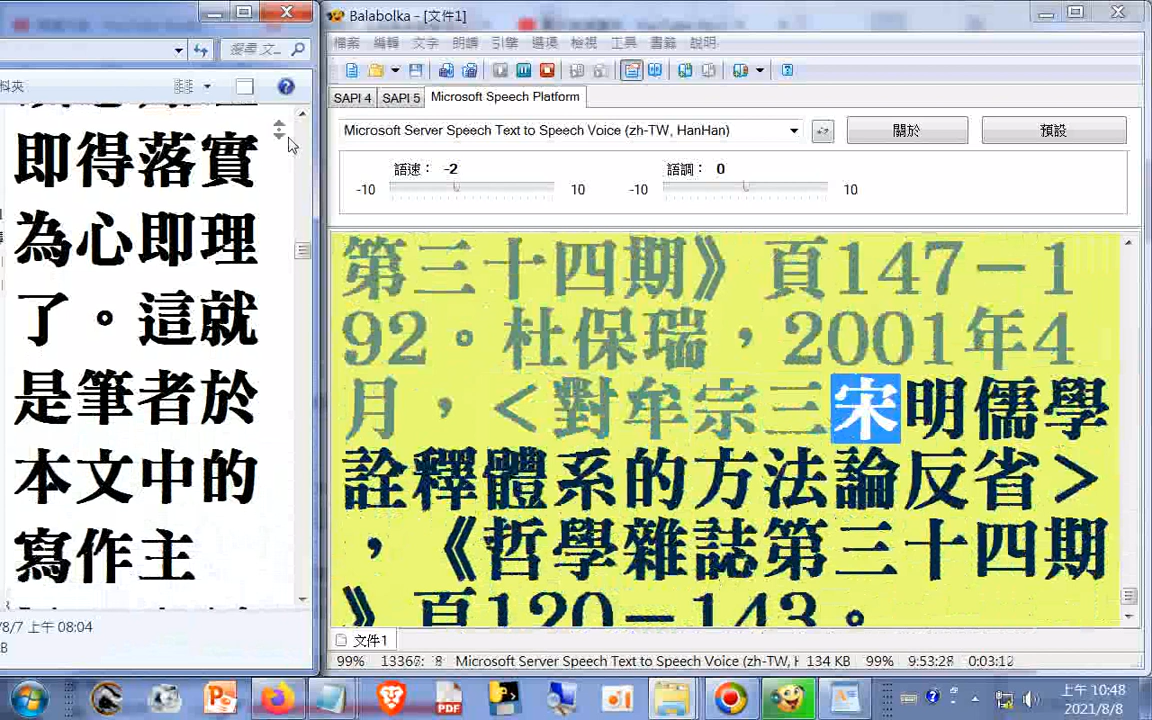 搜尋 文...
即得落實
為心即理
了。這就
是筆者於
本文中的
寫作主
/8/7 上午 08:04
Balabolka - [文件1]
檔案 編輯 文字 朗讀 引擎 選項 檢視 工具 書籤 說明
SAPI 4 SAPI 5 Microsoft Speech Platform
Microsoft Server Speech Text to Speech Voice (zh-TW, HanHan)
關於 預設
語速： -2 語調： 0
-10 10 -10 10
第三十四期》頁147－1
92。杜保瑞，2001年4
月，＜對牟宗三宋明儒學
詮釋體系的方法論反省＞
，《哲學雜誌第三十四期
》頁120－143。
文件1
99% Microsoft Server Speech Text to Speech Voice (zh-TW, H 134 KB 99% 9:53:28 0:03:12
上午 10:48
2021/8/8